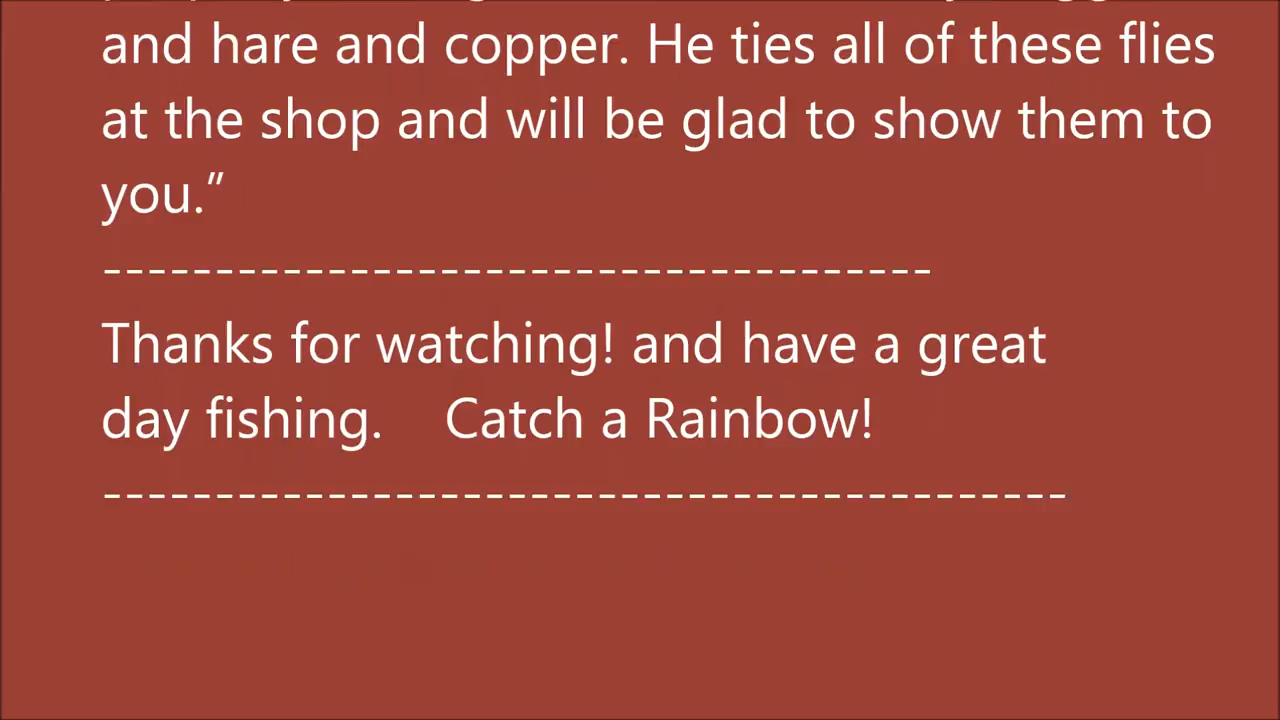 and hare and copper. He ties all of these flies
at the shop and will be glad to show them to
you.”
-------------------------------------
Thanks for watching! and have a great
day fishing.    Catch a Rainbow!
-------------------------------------------